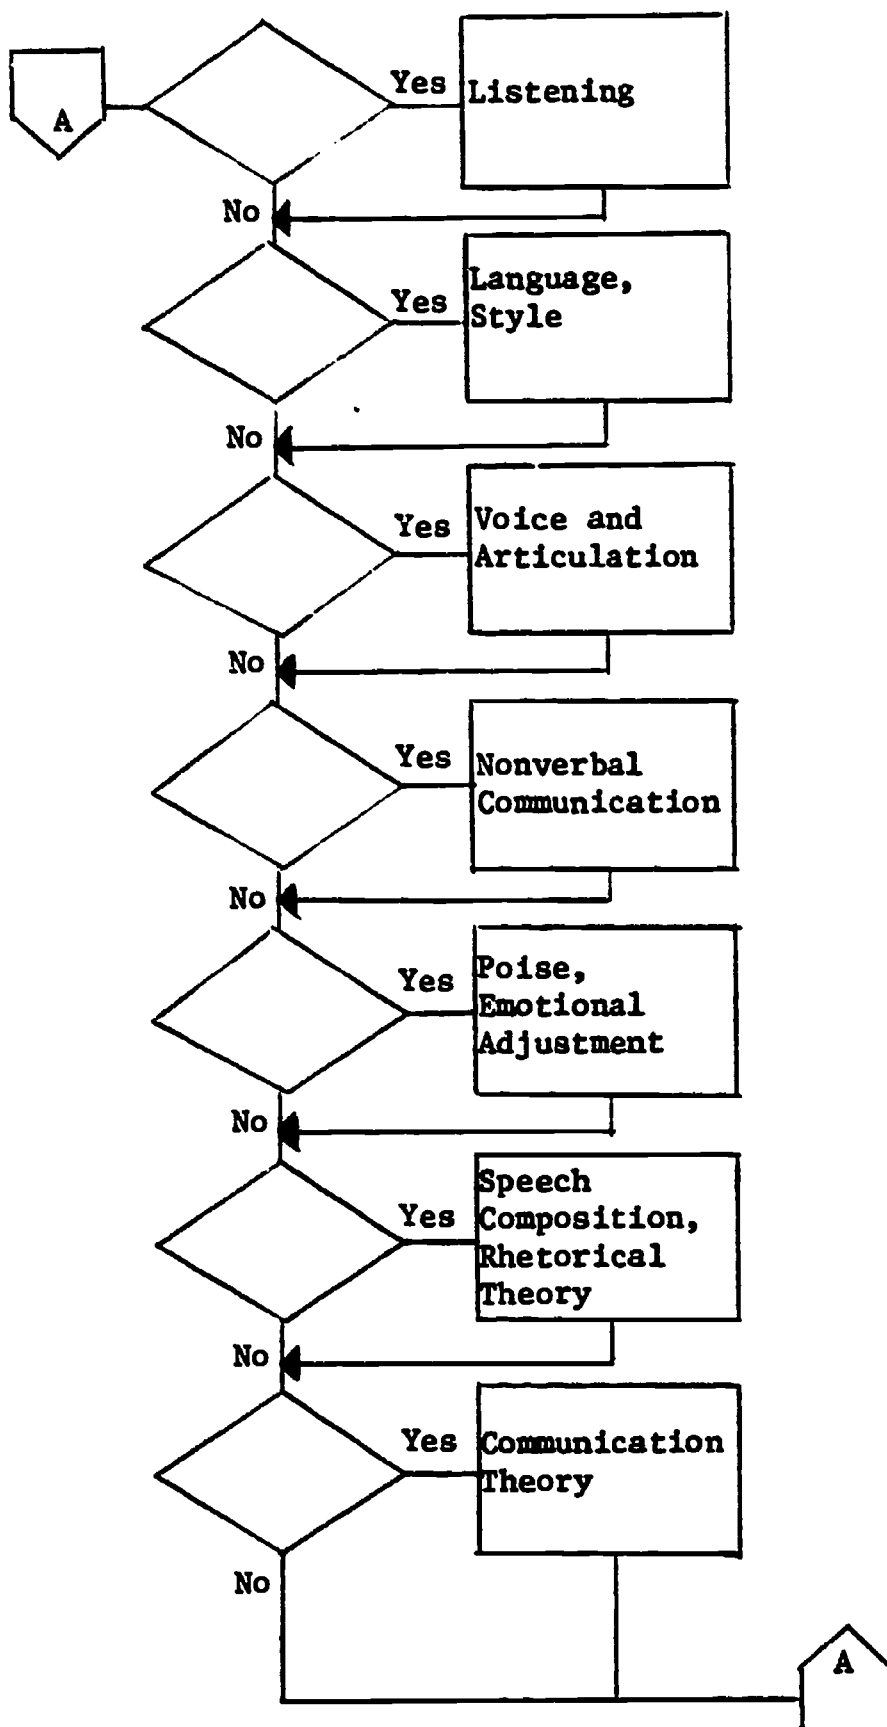 A
Yes
Listening
No
Yes
Language,
Style
No
Yes
Voice and
Articulation
No
Yes
Nonverbal
Communication
No
Yes
Poise,
Emotional
Adjustment
No
Yes
Speech
Composition,
Rhetorical
Theory
No
Yes
Communication
Theory
No
A